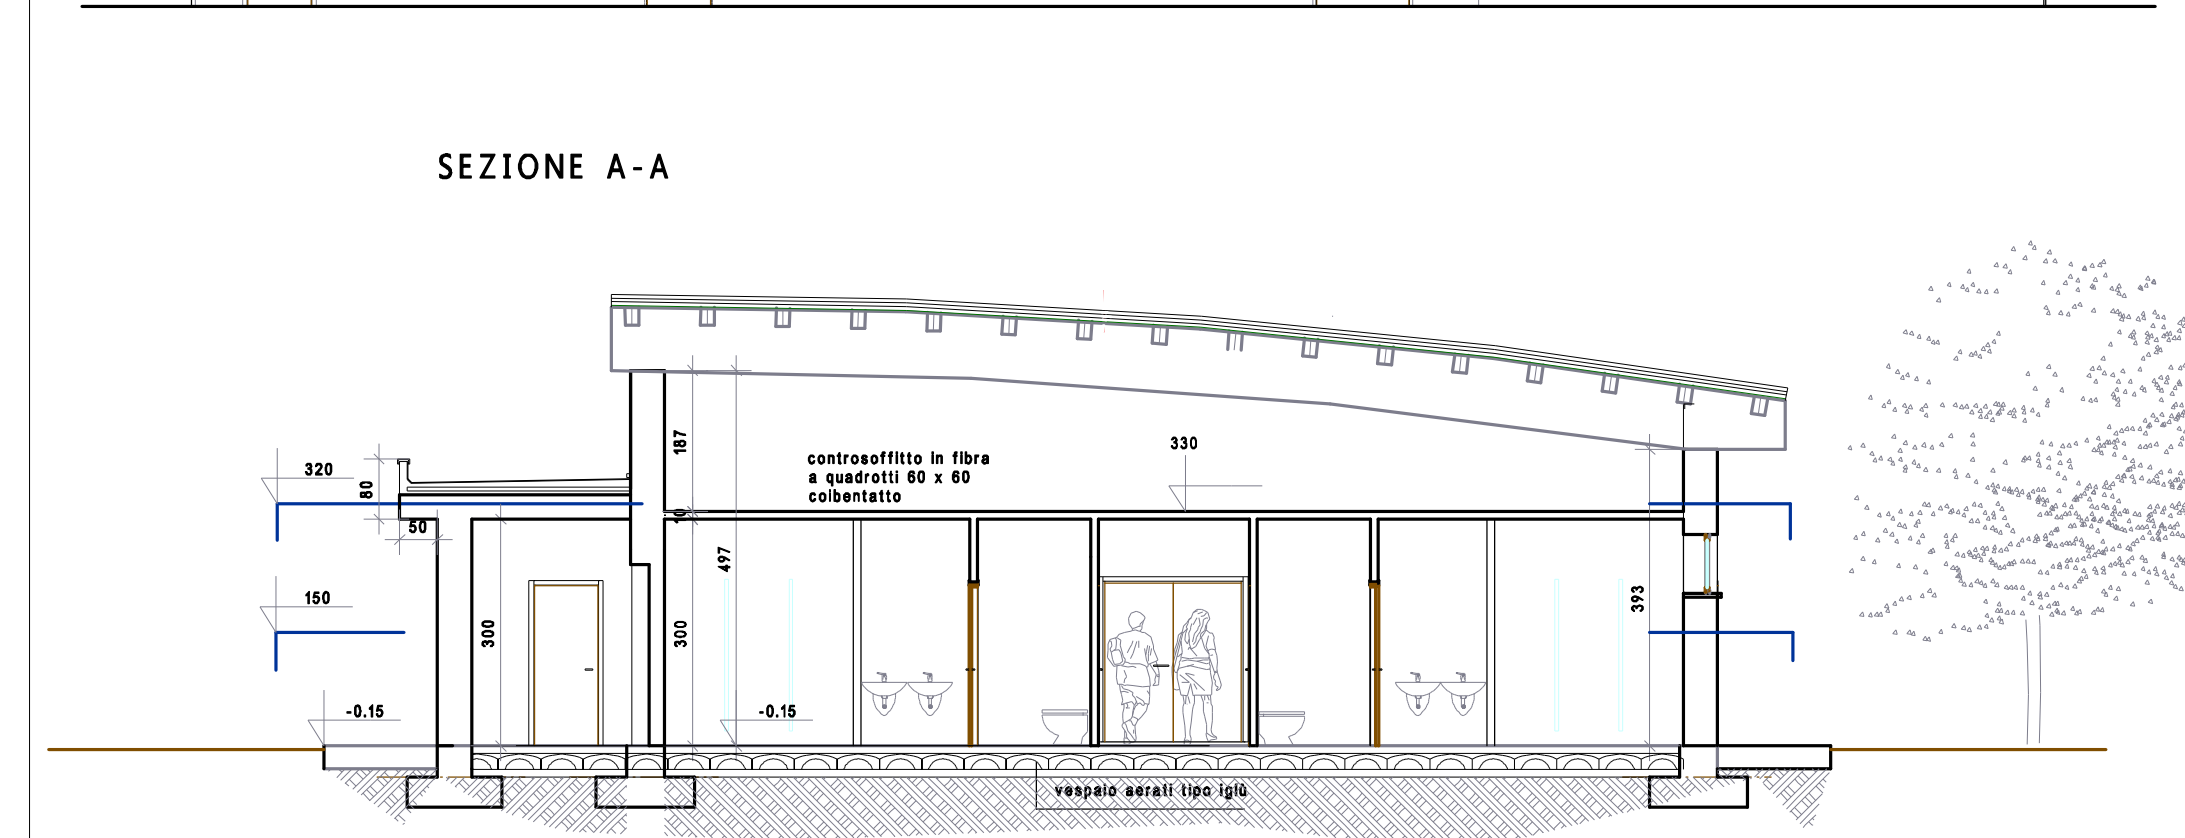 SEZIONE A-A
187
330
controsoffitto in fibra
a quadrotti 60 x 60
coibentatto
320
80
50
10
497
150
393
300
300
-0.15
-0.15
vespaio aerati tipo iglù